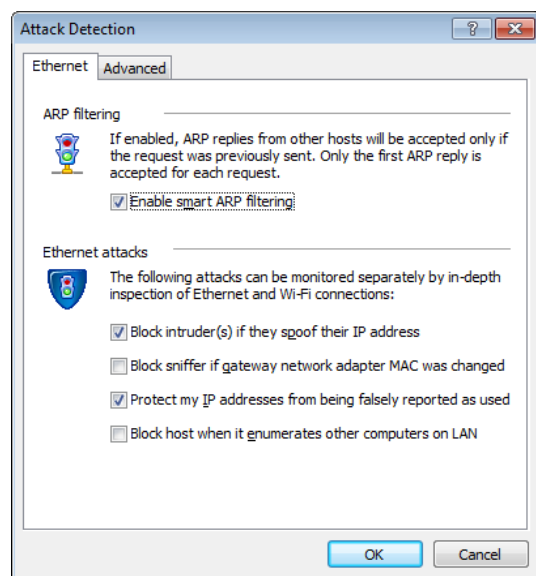 Attack Detection
Ethernet
Advanced
ARP filtering
If enabled, ARP replies from other hosts will be accepted only if
the request was previously sent. Only the first ARP reply is
accepted for each request.
Enable smart ARP filtering
Ethernet attacks
The following attacks can be monitored separately by in-depth
inspection of Ethernet and Wi-Fi connections:
Block intruder(s) if they spoof their IP address
Block sniffer if gateway network adapter MAC was changed
Protect my IP addresses from being falsely reported as used
Block host when it enumerates other computers on LAN
OK
Cancel